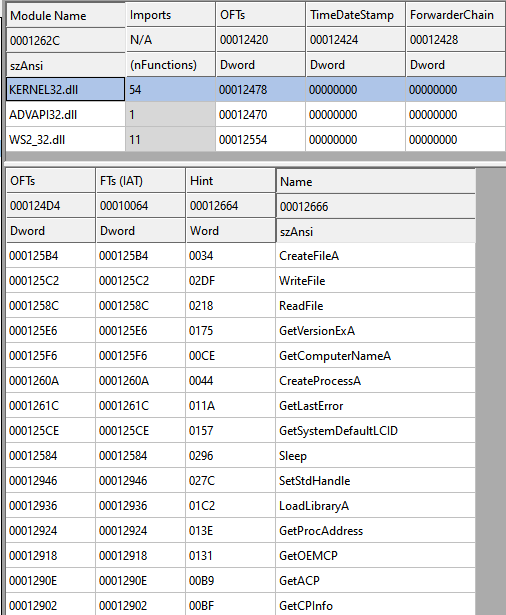 Module Name Imports OFTs TimeDateStamp ForwarderChain
0001262C N/A 00012420 00012424 00012428
szAnsi (nFunctions) Dword Dword Dword
KERNEL32.dll 54 00012478 00000000 00000000
ADVAPI32.dll 1 00012470 00000000 00000000
WS2_32.dll 11 00012554 00000000 00000000
OFTs FTs (IAT) Hint Name
000124D4 00010064 00012664 00012666
Dword Dword Word szAnsi
000125B4 000125B4 0034 CreateFileA
000125C2 000125C2 02DF WriteFile
0001258C 0001258C 0218 ReadFile
000125E6 000125E6 0175 GetVersionExA
000125F6 000125F6 00CE GetComputerNameA
0001260A 0001260A 0044 CreateProcessA
0001261C 0001261C 011A GetLastError
000125CE 000125CE 0157 GetSystemDefaultLCID
00012584 00012584 0296 Sleep
00012946 00012946 027C SetStdHandle
00012936 00012936 01C2 LoadLibraryA
00012924 00012924 013E GetProcAddress
00012918 00012918 0131 GetOEMCP
0001290E 0001290E 00B9 GetACP
00012902 00012902 00BF GetCPInfo